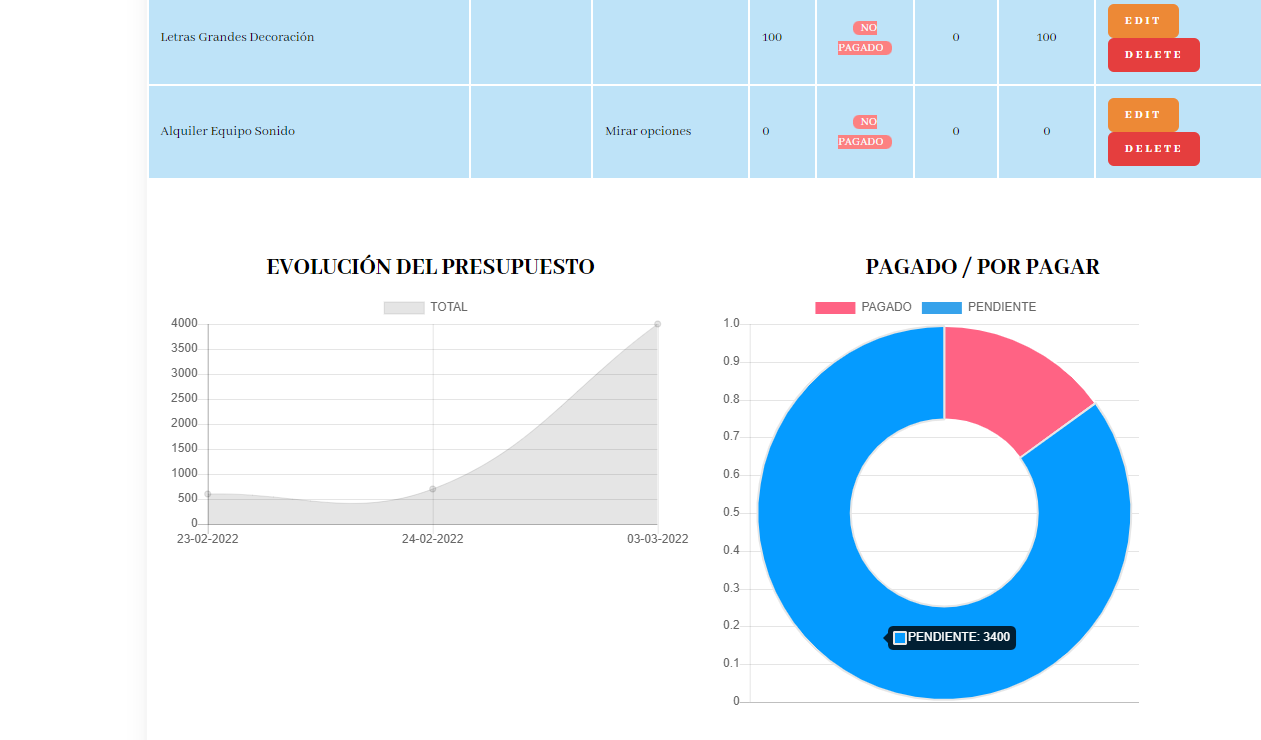 Letras Grandes Decoración 100 NO PAGADO 0 100 EDIT
DELETE
Alquiler Equipo Sonido Mirar opciones 0 NO PAGADO 0 0 EDIT
DELETE
EVOLUCIÓN DEL PRESUPUESTO
TOTAL
4000
3500
3000
2500
2000
1500
1000
500
0
23-02-2022 24-02-2022 03-03-2022
PAGADO / POR PAGAR
PAGADO PENDIENTE
1.0
0.9
0.8
0.7
0.6
0.5
0.4
0.3
0.2
0.1
0
PENDIENTE: 3400